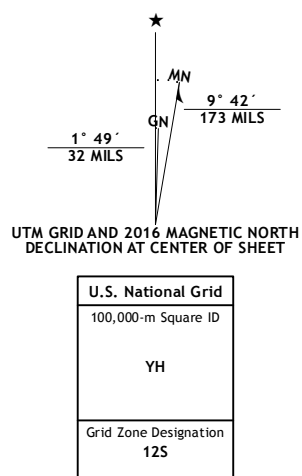 ★
MN
GN
9° 42´
173 MILS
1° 49´
32 MILS
UTM GRID AND 2016 MAGNETIC NORTH
DECLINATION AT CENTER OF SHEET
U.S. National Grid
100,000-m Square ID
YH
Grid Zone Designation
12S